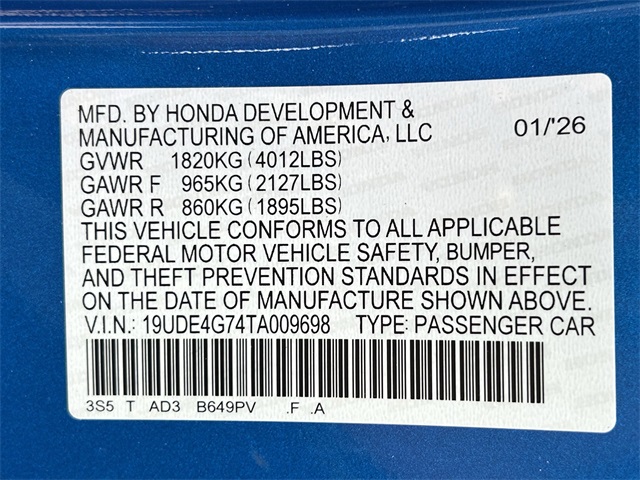 MFD. BY HONDA DEVELOPMENT &
MANUFACTURING OF AMERICA, LLC 01/'26
GVWR 1820KG (4012LBS)
GAWR F 965KG (2127LBS)
GAWR R 860KG (1895LBS)
THIS VEHICLE CONFORMS TO ALL APPLICABLE
FEDERAL MOTOR VEHICLE SAFETY, BUMPER,
AND THEFT PREVENTION STANDARDS IN EFFECT
ON THE DATE OF MANUFACTURE SHOWN ABOVE.
V.I.N.: 19UDE4G74TA009698 TYPE: PASSENGER CAR
3S5 T AD3 B649PV .F .A